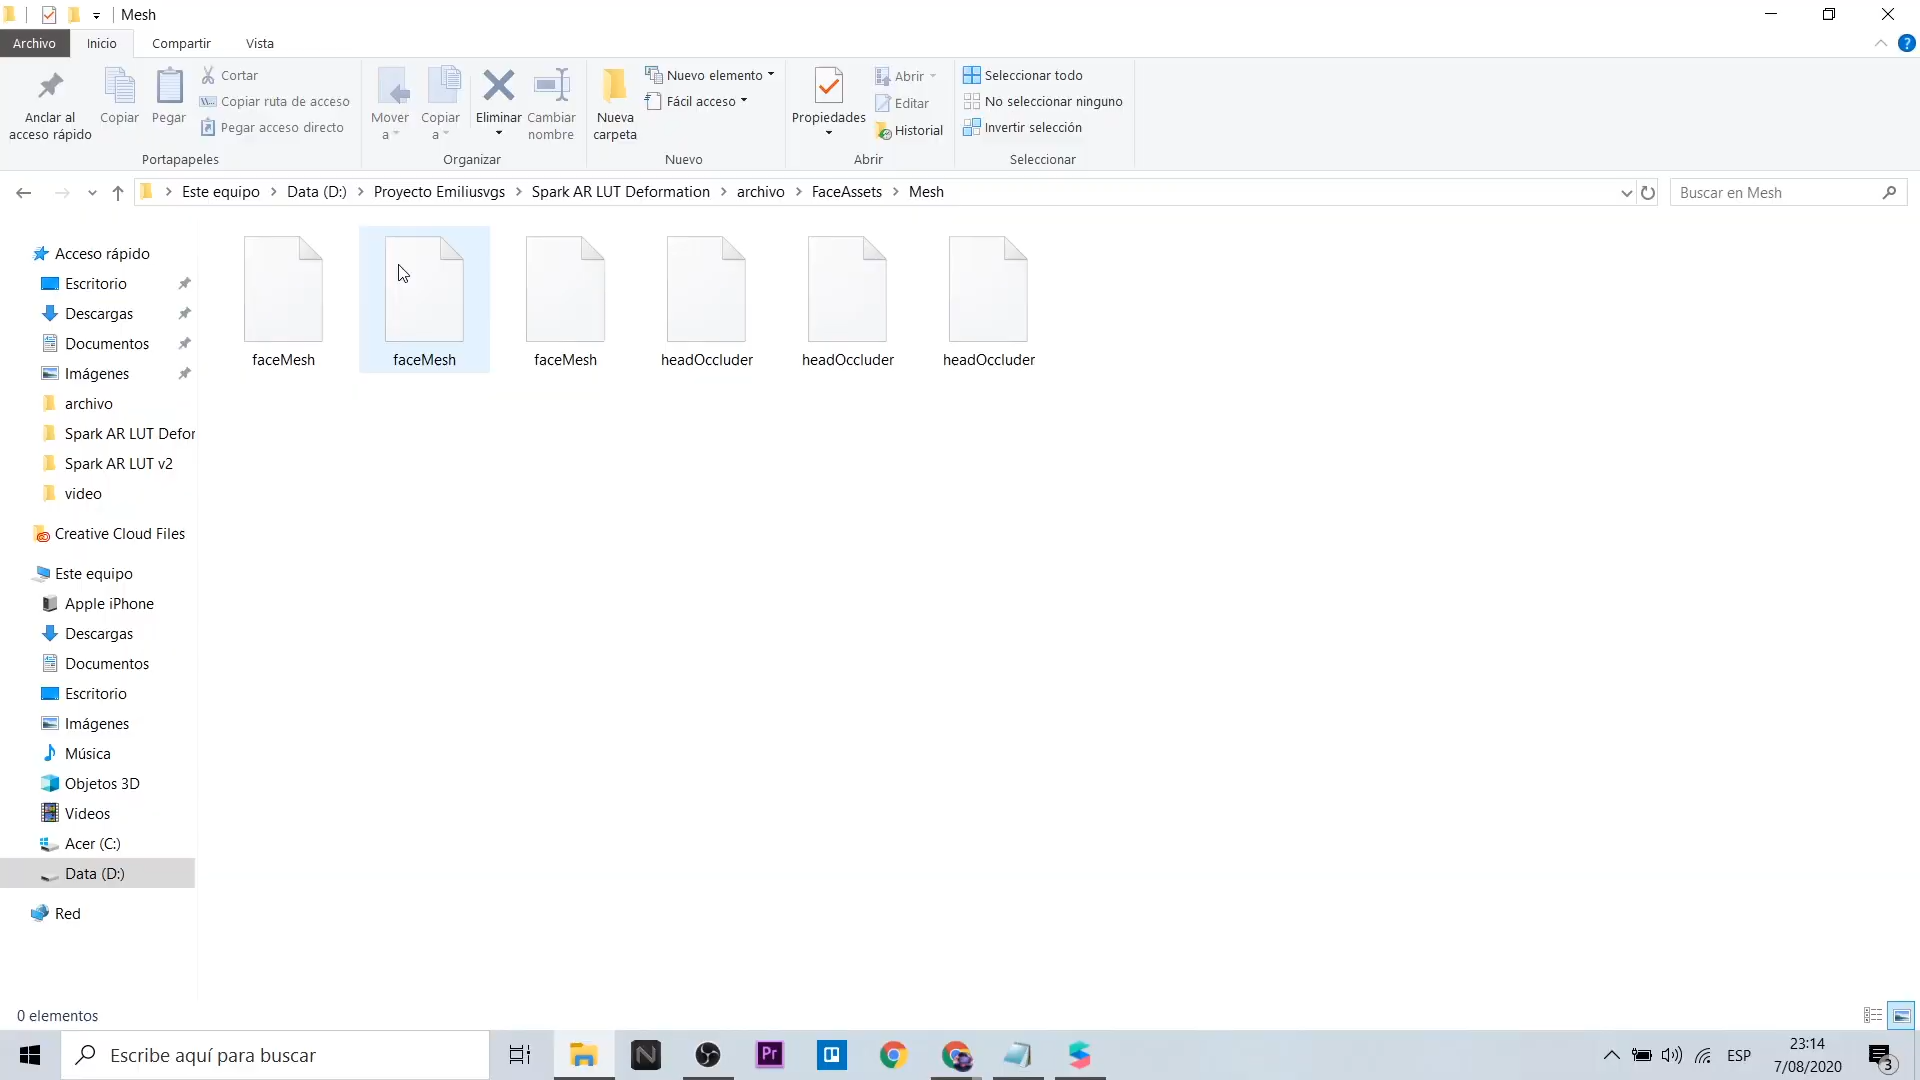 Mesh
Archivo Inicio Compartir Vista
Anclar al acceso rápido
Copiar
Pegar
Cortar
Copiar ruta de acceso
Pegar acceso directo
Portapapeles
Mover a
Copiar a
Eliminar
Cambiar nombre
Organizar
Nueva carpeta
Nuevo elemento
Fácil acceso
Nuevo
Propiedades
Abrir
Editar
Historial
Abrir
Seleccionar todo
No seleccionar ninguno
Invertir selección
Seleccionar
Este equipo > Data (D:) > Proyecto Emiliusvgs > Spark AR LUT Deformation > archivo > FaceAssets > Mesh
Buscar en Mesh
Acceso rápido
Escritorio
Descargas
Documentos
Imágenes
archivo
Spark AR LUT Defor
Spark AR LUT v2
video
Creative Cloud Files
Este equipo
Apple iPhone
Descargas
Documentos
Escritorio
Imágenes
Música
Objetos 3D
Videos
Acer (C:)
Data (D:)
Red
faceMesh faceMesh faceMesh headOccluder headOccluder headOccluder
0 elementos
Escribe aquí para buscar
Pr
ESP
23:14
7/08/2020
3